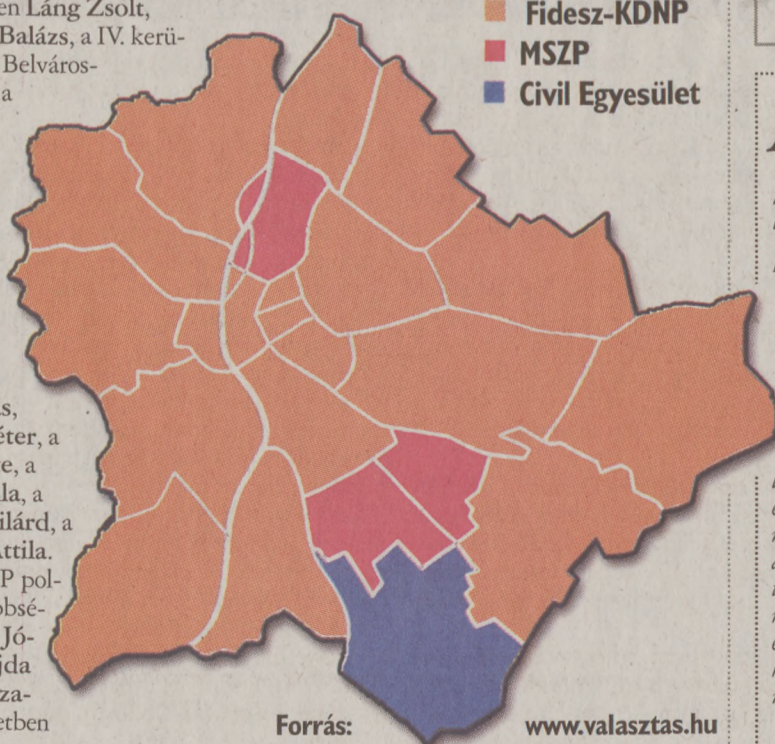 en Láng Zsolt,
Balázs, a IV. kerü-
Belváros-
a
Fidesz-KDNP
MSZP
Civil Egyesület
s,
éter, a
e, a
la, a
ilárd, a
Attila.
P pol-
obsé-
Jó-
jda
za-
etben
Forrás:
www.valasztas.hu